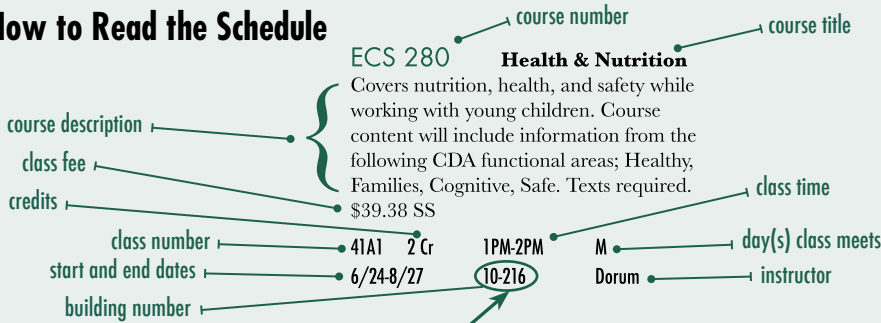 How to Read the Schedule
course number
course title
ECS 280 Health & Nutrition
Covers nutrition, health, and safety while
working with young children. Course
content will include information from the
following CDA functional areas; Healthy,
Families, Cognitive, Safe. Texts required.
$39.38 SS
course description
class fee
credits
class time
class number
41A1 2 Cr 1PM-2PM M
day(s) class meets
start and end dates
6/24-8/27 10-216 Dorum
instructor
building number